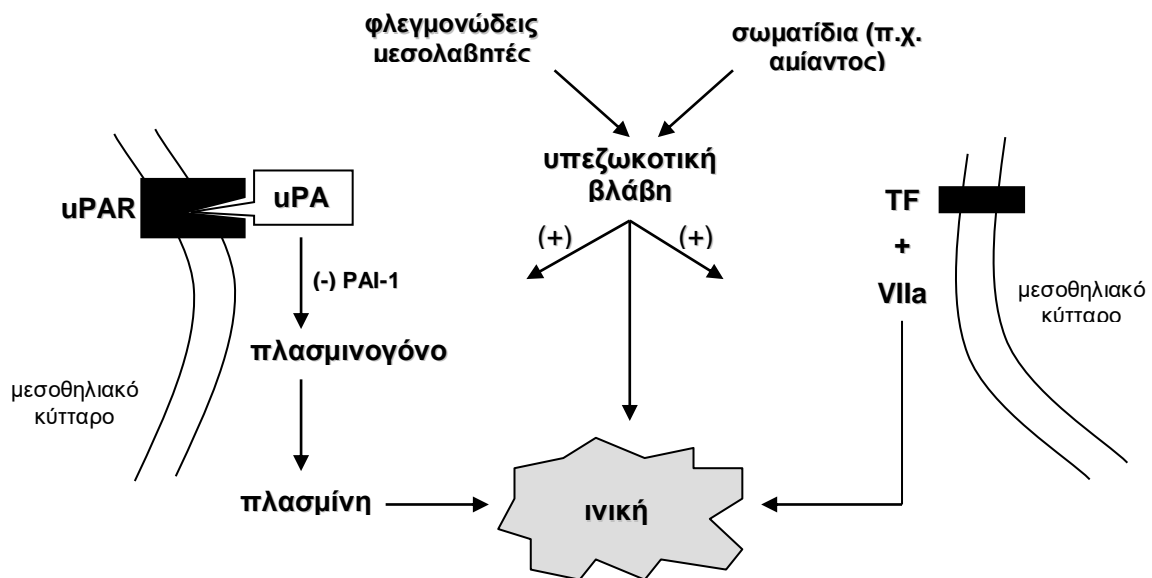 φλεγμονώδεις
μεσολαβητές
σωματίδια (π.χ.
αμίαντος)
υπεζωκοτική
βλάβη
uPAR
uPA
TF
+
VIIa
(+)
(+)
(-) PAI-1
πλασμινογόνο
μεσοθηλιακό
κύτταρο
μεσοθηλιακό
κύτταρο
πλασμίνη
ινική